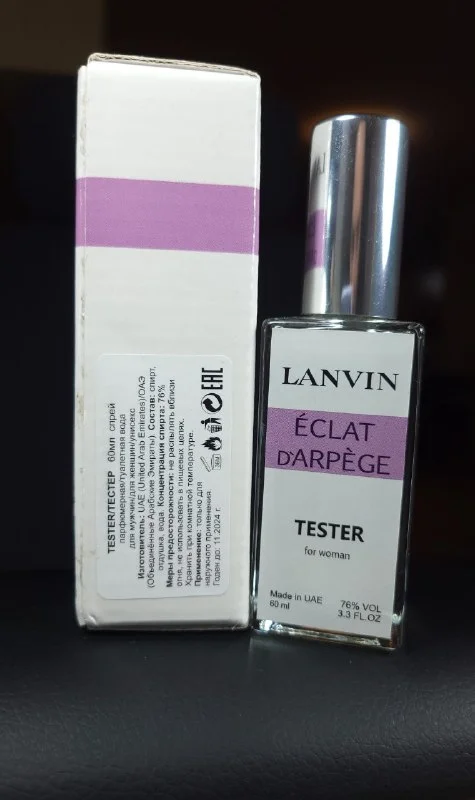 TESTER/ТЕСТЕР 60мл спрей
парфюмерная/туалетная вода
для мужчин/для женщин/унисекс
Изготовитель: UAE (United Arab Emirates)/ОАЭ
(Объединённые Арабские Эмираты). Состав: спирт,
отдушка, вода. Концентрация спирта: 76%
Меры предосторожности: не распылять вблизи
огня, не использовать в пищевых целях.
Хранить при комнатной температуре.
Применение: только для
наружного применения.
Годен до: 11.2024 г.
36M
EAC
LANVIN
ÉCLAT
D'ARPÈGE
TESTER
for woman
Made in UAE 76% VOL
60 ml 3.3 FL.OZ